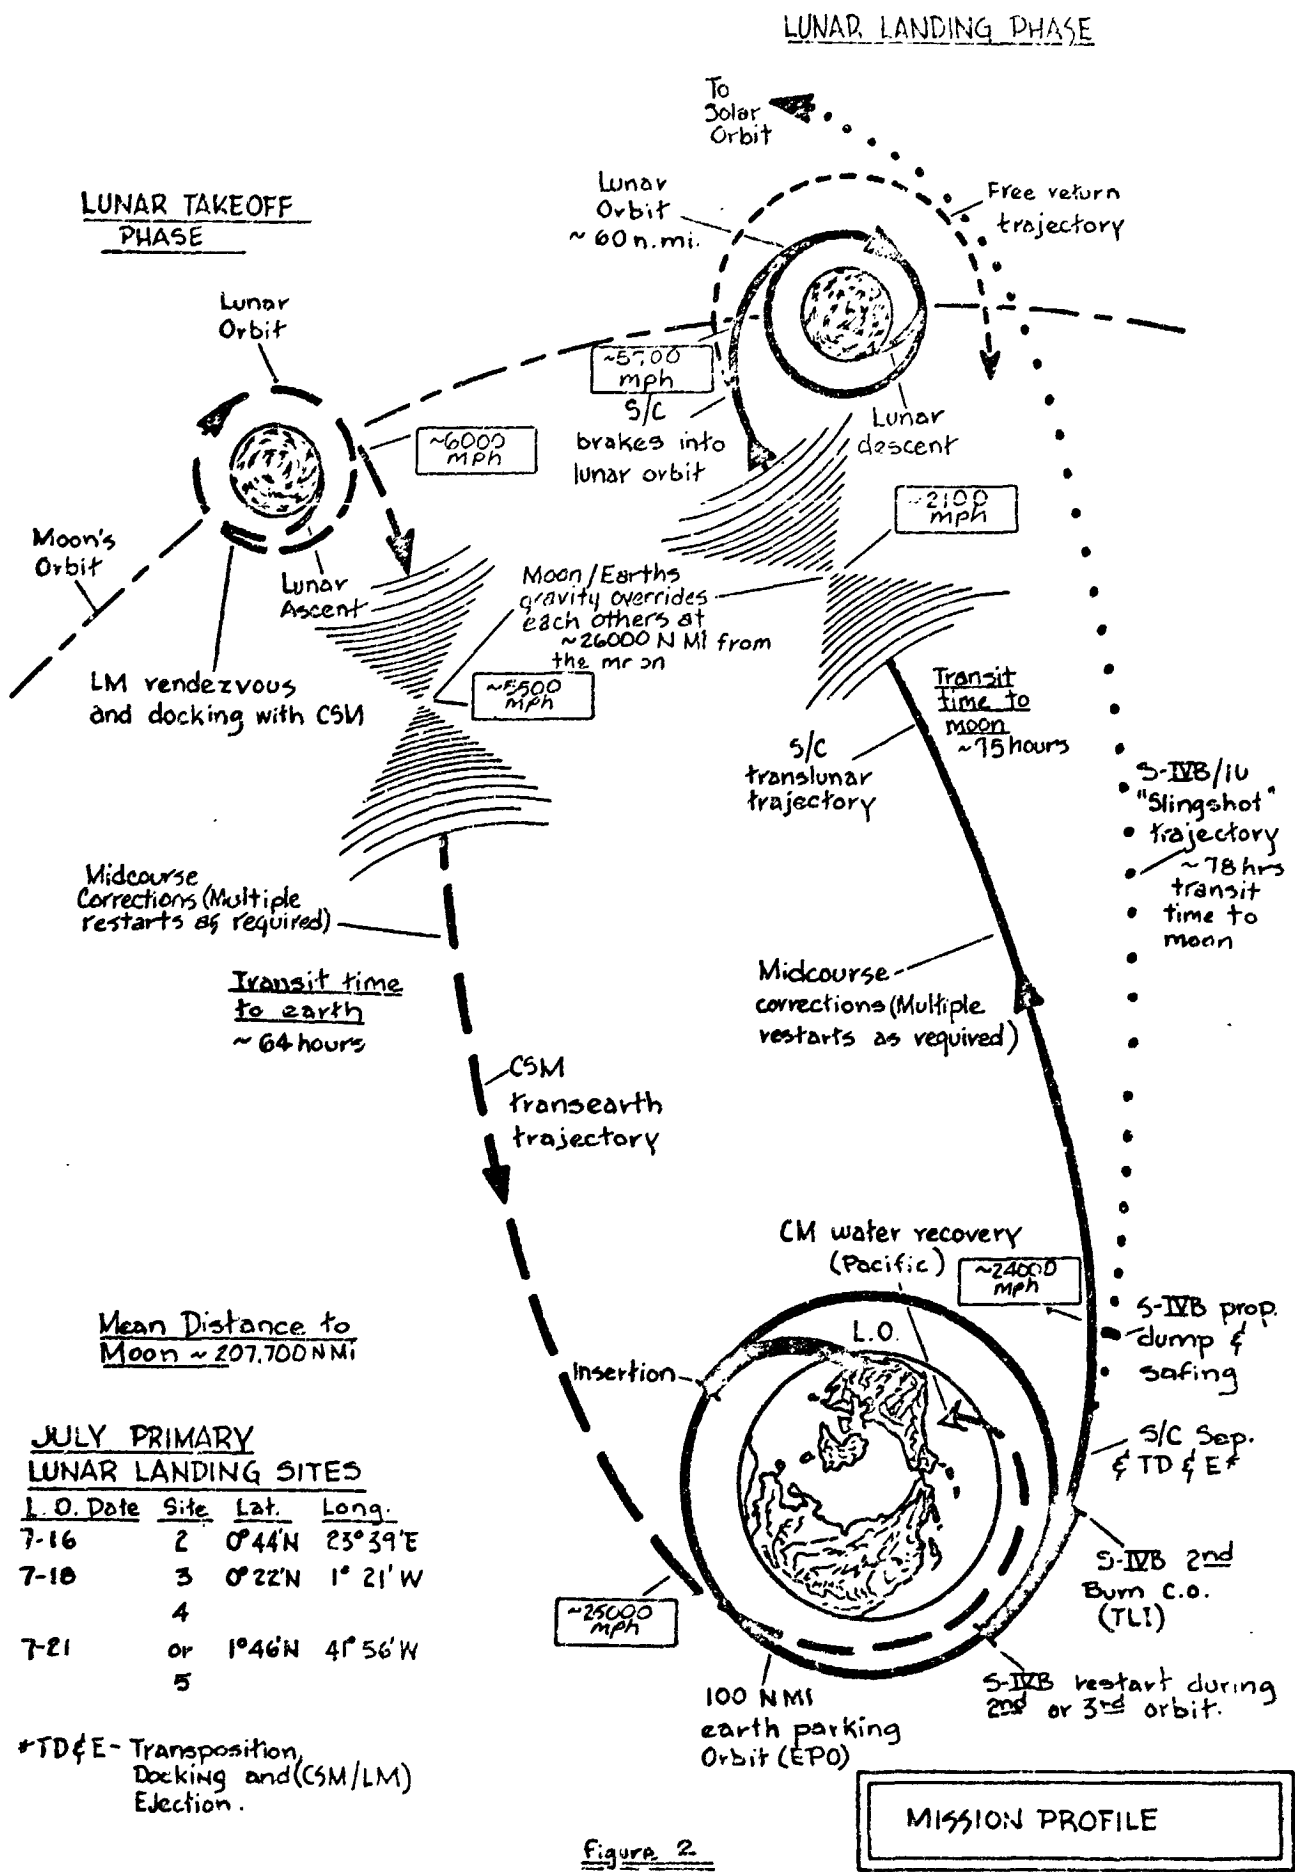 LUNAR LANDING PHASE
To
Solar
Orbit
Lunar
Orbit
~ 60 n.mi.
Free return
trajectory
LUNAR TAKEOFF
PHASE
Lunar
Orbit
~5700
mph
S/C
brakes into
lunar orbit
Lunar
descent
~6000
mph
~2100
mph
Moon's
Orbit
Lunar
Ascent
Moon/Earths
gravity overrides
each others at
~26000 N MI from
the moon
LM rendezvous
and docking with CSM
mph
Transit
time to
moon
~75 hours
S/C
translunar
trajectory
S-IVB/IU
"Slingshot"
trajectory
~78 hrs
transit
time to
moon
Midcourse
Corrections (Multiple
restarts as required)
Transit time
to earth
~ 64 hours
Midcourse
corrections (Multiple
restarts as required)
CSM
transearth
trajectory
CM water recovery
(Pacific)
~24000
mph
Mean Distance to
Moon ~ 207,700 N MI
L.O.
S-IVB prop.
dump &
safing
Insertion
S/C Sep.
& TD & E*
JULY PRIMARY
LUNAR LANDING SITES
L.O. Date Site Lat. Long.
7-16 2 0°44'N 23°39'E
7-18 3 0°22'N 1° 21' W
4
7-21 or 1°46'N 41° 56' W
5
S-IVB 2nd
Burn C.O.
(TLI)
~25000
mph
S-IVB restart during
2nd or 3rd orbit.
100 N MI
earth parking
Orbit (EPO)
*TD&E- Transposition,
Docking and (CSM/LM)
Ejection.
MISSION PROFILE
Figure 2